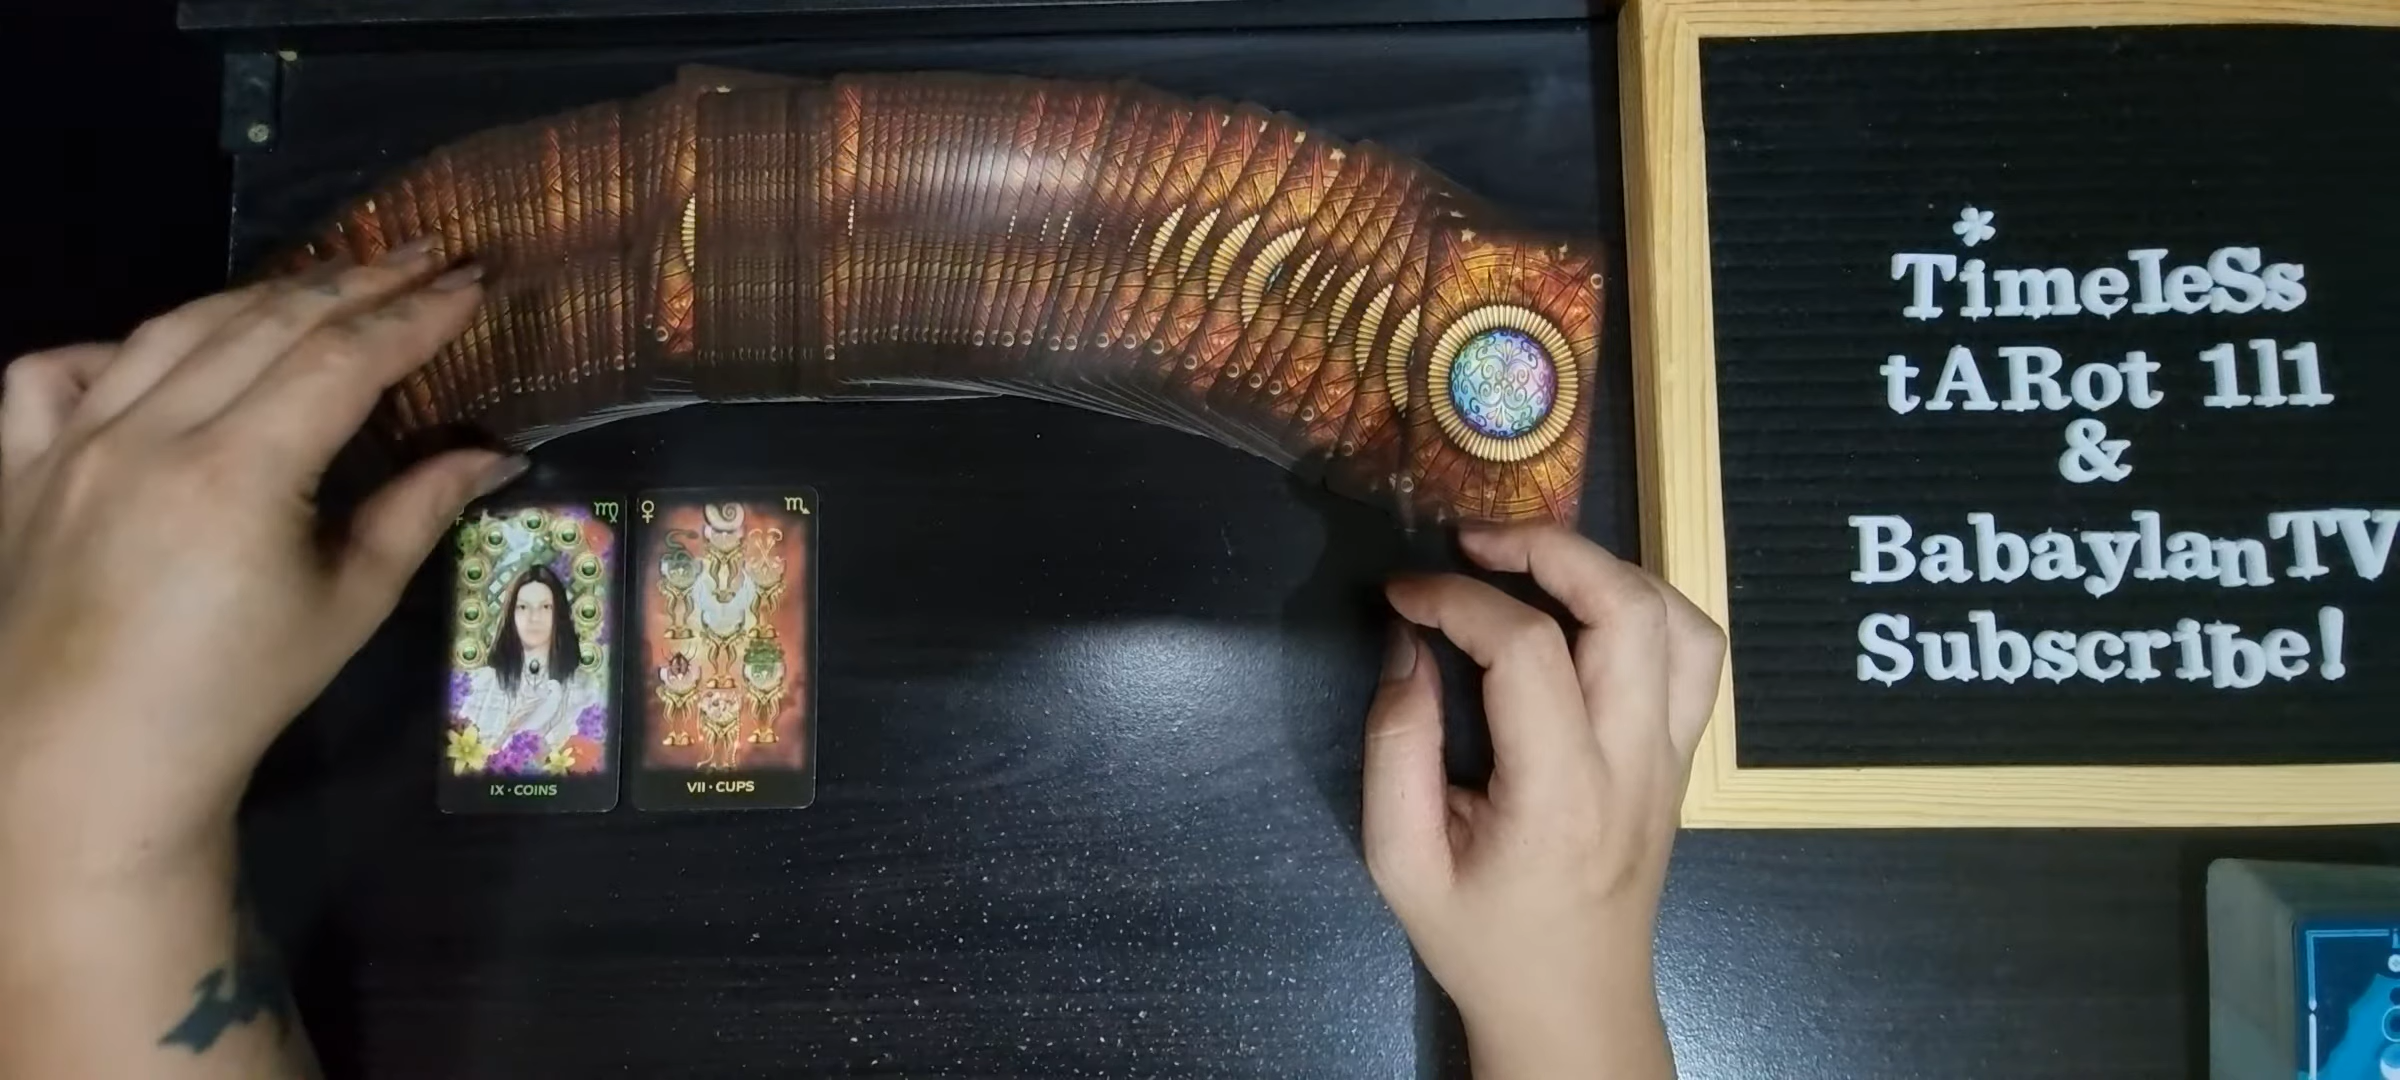 TimeleSs
tARot 111
&
BabaylanTV
Subscribe!
IX • COINS
VII • CUPS